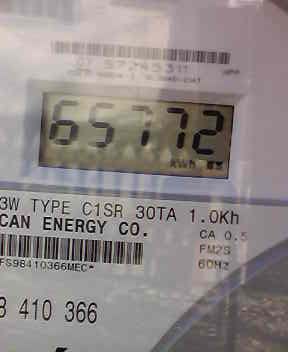 65772
kWh
3W TYPE C1SR 30TA 1.0Kh
CAN ENERGY CO.
CA 0.5
FM2S
60Hz
FS98410366MEC*
8 410 366